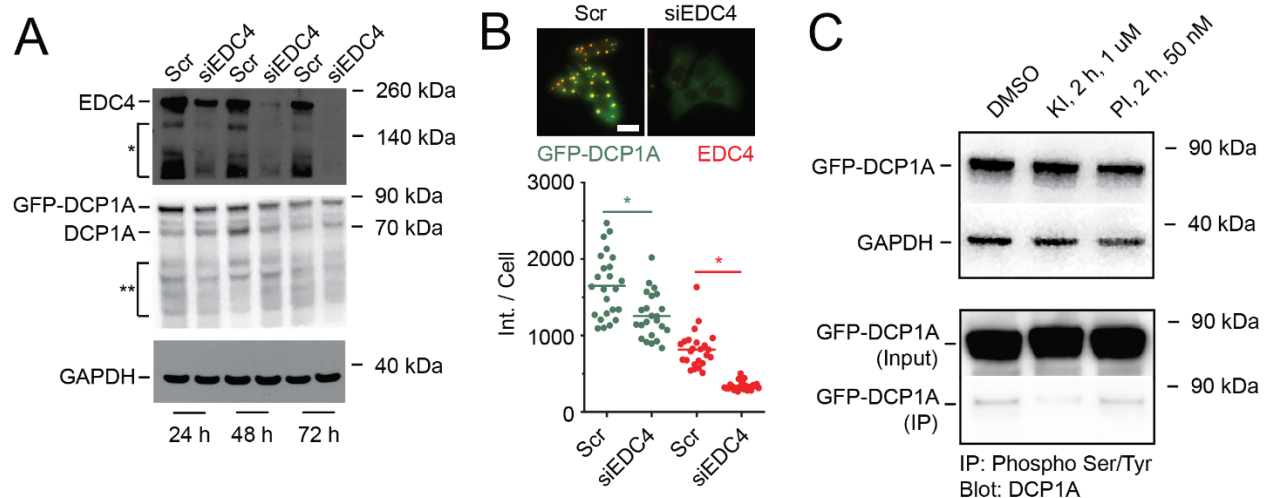 A
Scr
siEDC4
Scr
siEDC4
Scr
siEDC4
EDC4
260 kDa
*
140 kDa
GFP-DCP1A
90 kDa
DCP1A
70 kDa
**
GAPDH
40 kDa
24 h 48 h 72 h
B
Scr siEDC4
GFP-DCP1A EDC4
Int. / Cell
3000
2000
1000
0
*
*
Scr
siEDC4
Scr
siEDC4
C
DMSO
KI, 2 h, 1 uM
PI, 2 h, 50 nM
GFP-DCP1A
90 kDa
GAPDH
40 kDa
GFP-DCP1A
(Input)
90 kDa
GFP-DCP1A
(IP)
90 kDa
IP: Phospho Ser/Tyr
Blot: DCP1A